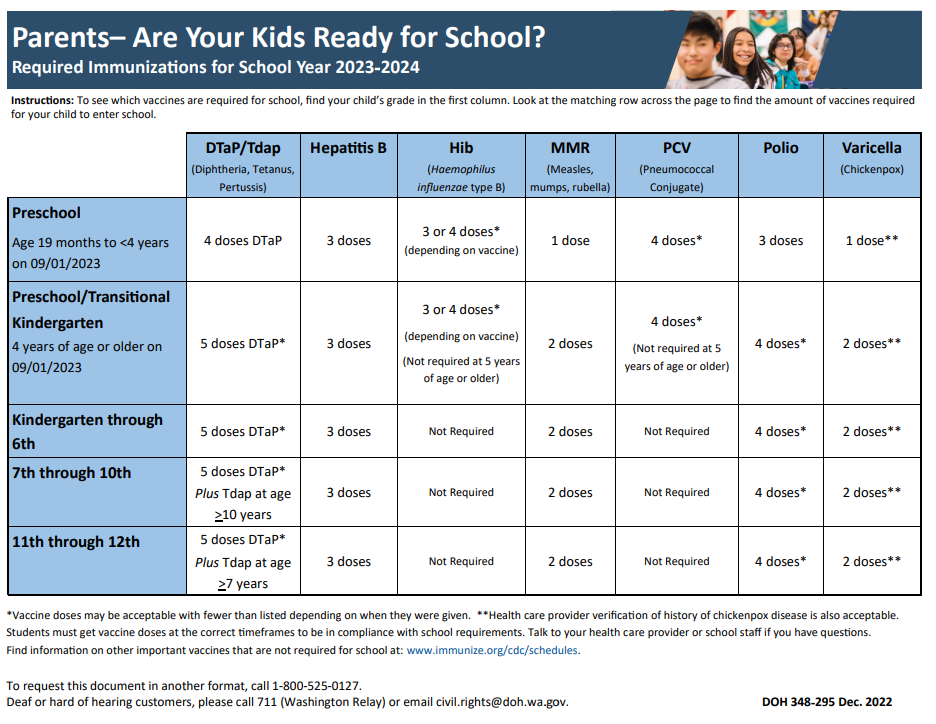 Parents– Are Your Kids Ready for School?
Required Immunizations for School Year 2023-2024
Instructions: To see which vaccines are required for school, find your child's grade in the first column. Look at the matching row across the page to find the amount of vaccines required
for your child to enter school.
DTaP/Tdap
(Diphtheria, Tetanus,
Pertussis)
Hepatitis B
Hib
(Haemophilus
influenzae type B)
MMR
(Measles,
mumps, rubella)
PCV
(Pneumococcal
Conjugate)
Polio
Varicella
(Chickenpox)
Preschool
Age 19 months to <4 years
on 09/01/2023
4 doses DTaP
3 doses
3 or 4 doses*
(depending on vaccine)
1 dose
4 doses*
3 doses
1 dose**
Preschool/Transitional
Kindergarten
4 years of age or older on
09/01/2023
5 doses DTaP*
3 doses
3 or 4 doses*
(depending on vaccine)
(Not required at 5 years
of age or older)
2 doses
4 doses*
(Not required at 5
years of age or older)
4 doses*
2 doses**
Kindergarten through
6th
5 doses DTaP*
3 doses
Not Required
2 doses
Not Required
4 doses*
2 doses**
7th through 10th
5 doses DTaP*
Plus Tdap at age
>10 years
3 doses
Not Required
2 doses
Not Required
4 doses*
2 doses**
11th through 12th
5 doses DTaP*
Plus Tdap at age
>7 years
3 doses
Not Required
2 doses
Not Required
4 doses*
2 doses**
*Vaccine doses may be acceptable with fewer than listed depending on when they were given. **Health care provider verification of history of chickenpox disease is also acceptable.
Students must get vaccine doses at the correct timeframes to be in compliance with school requirements. Talk to your health care provider or school staff if you have questions.
Find information on other important vaccines that are not required for school at: www.immunize.org/cdc/schedules.
To request this document in another format, call 1-800-525-0127.
Deaf or hard of hearing customers, please call 711 (Washington Relay) or email civil.rights@doh.wa.gov.
DOH 348-295 Dec. 2022